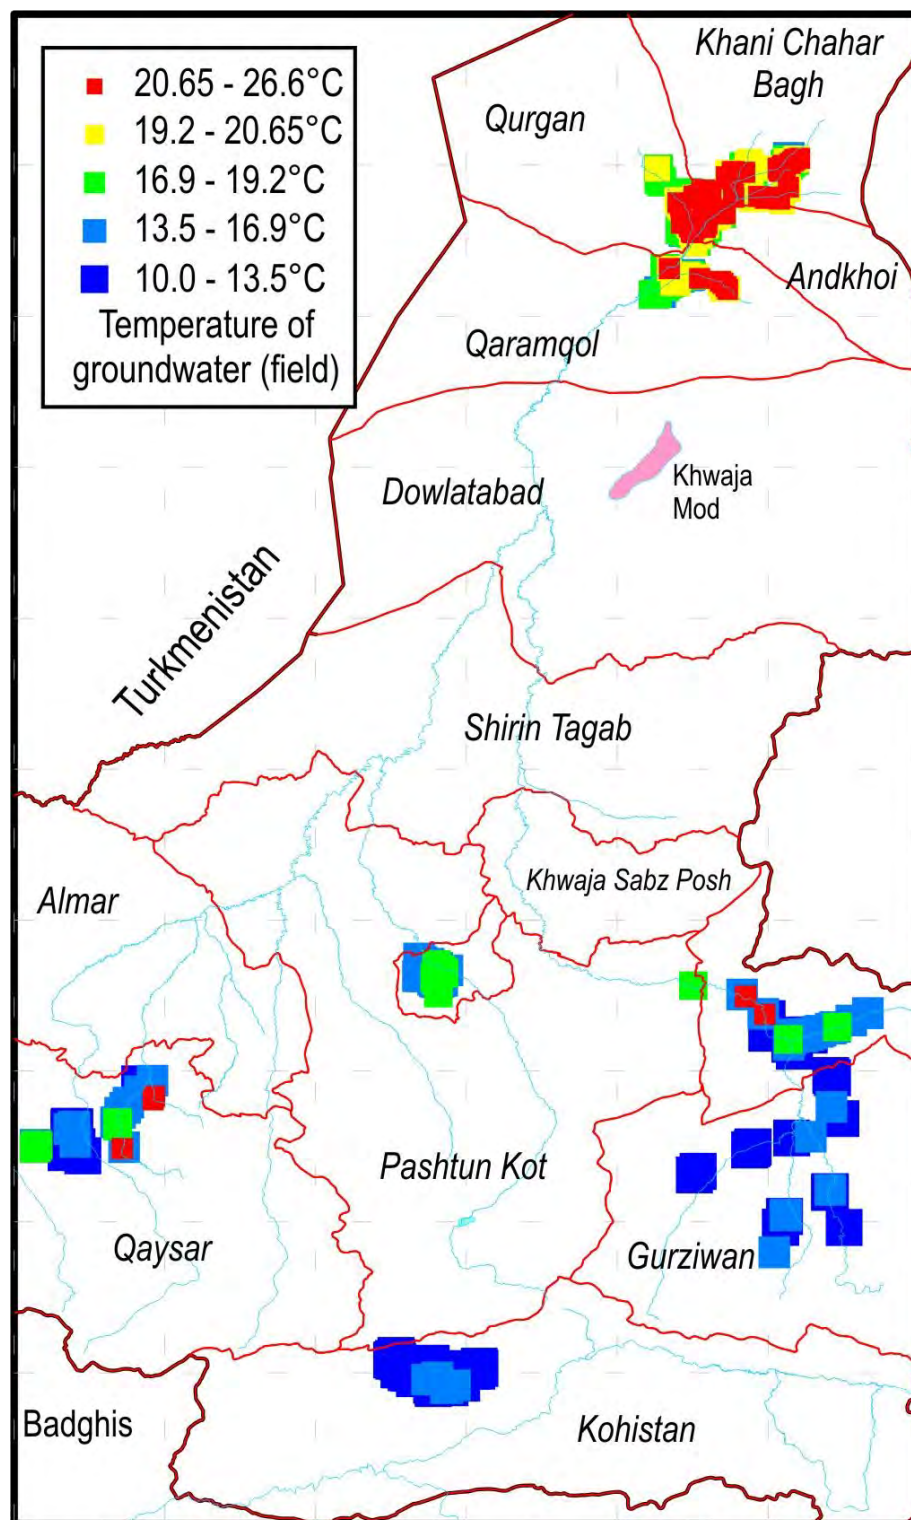 20.65 - 26.6°C
19.2 - 20.65°C
16.9 - 19.2°C
13.5 - 16.9°C
10.0 - 13.5°C
Temperature of
groundwater (field)
Khani Chahar
Bagh
Qurgan
Andkhoi
Qaramqol
Dowlatabad
Khwaja
Mod
Turkmenistan
Shirin Tagab
Khwaja Sabz Posh
Almar
Pashtun Kot
Qaysar
Gurziwan
Badghis
Kohistan